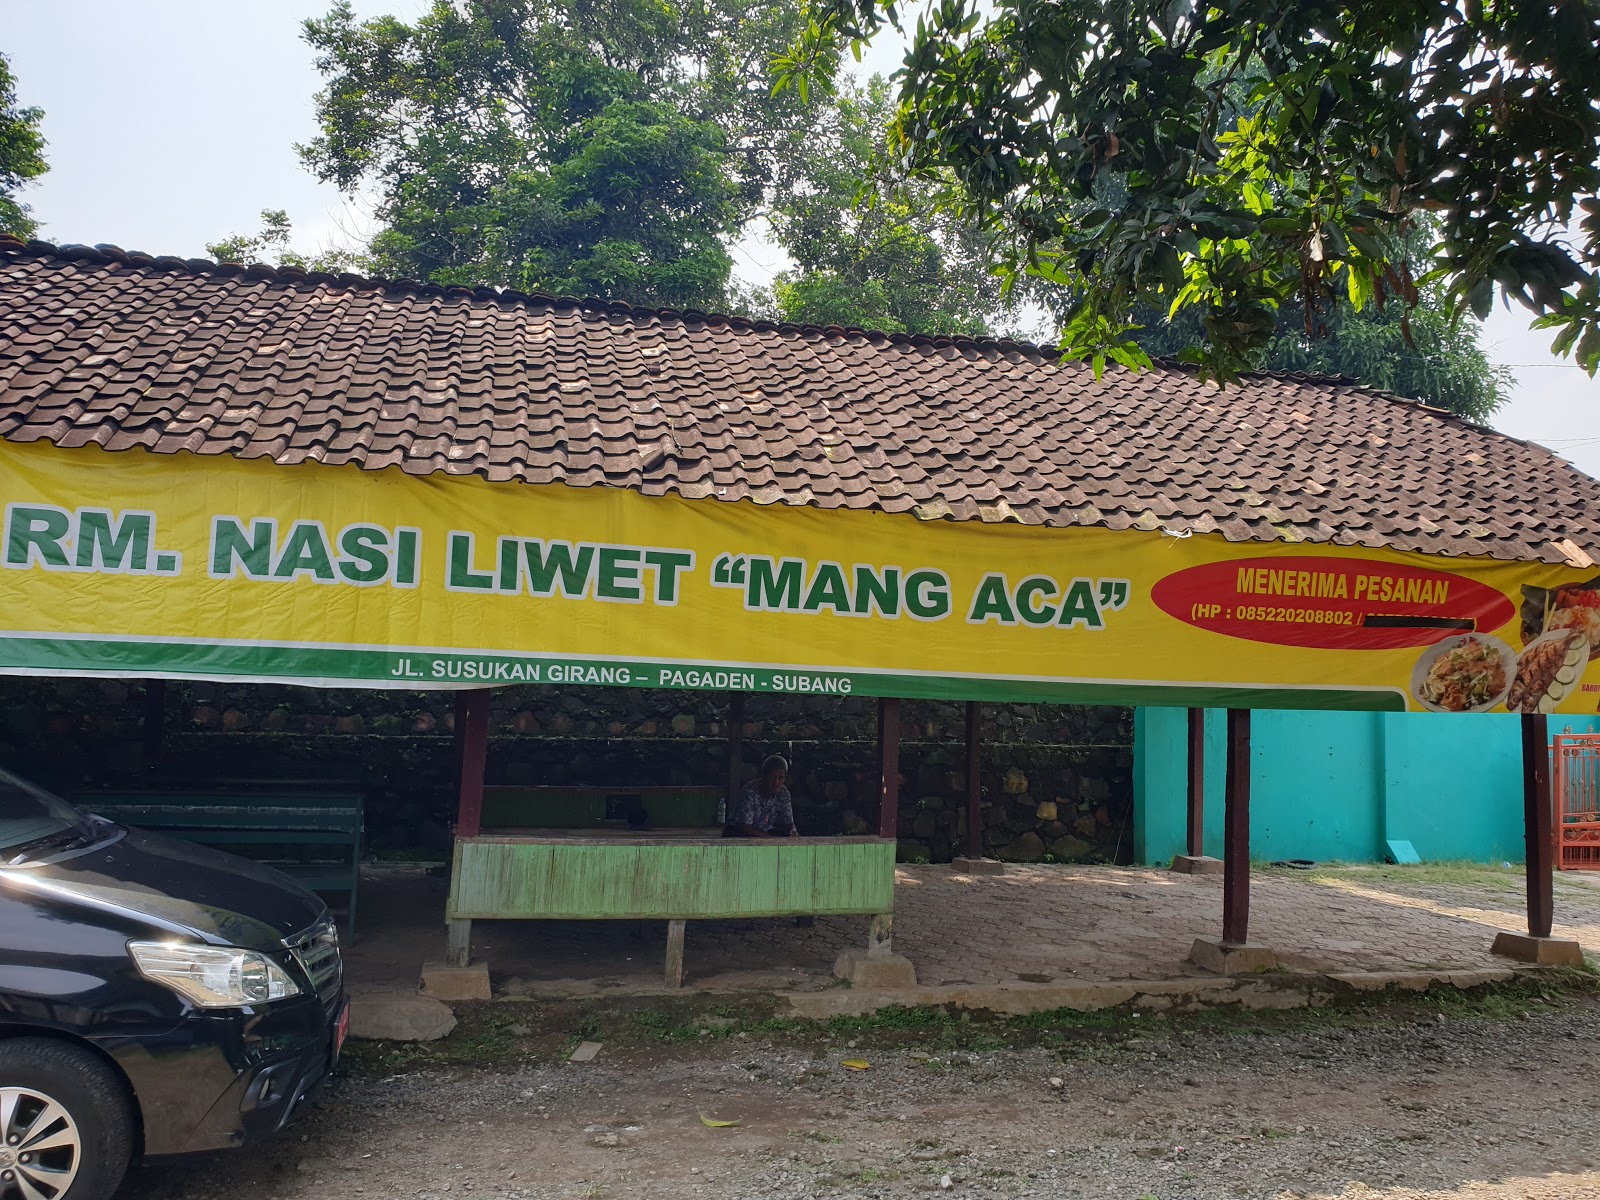 RM. NASI LIWET “MANG ACA”
MENERIMA PESANAN
(HP : 085220208802 /
JL. SUSUKAN GIRANG – PAGADEN - SUBANG